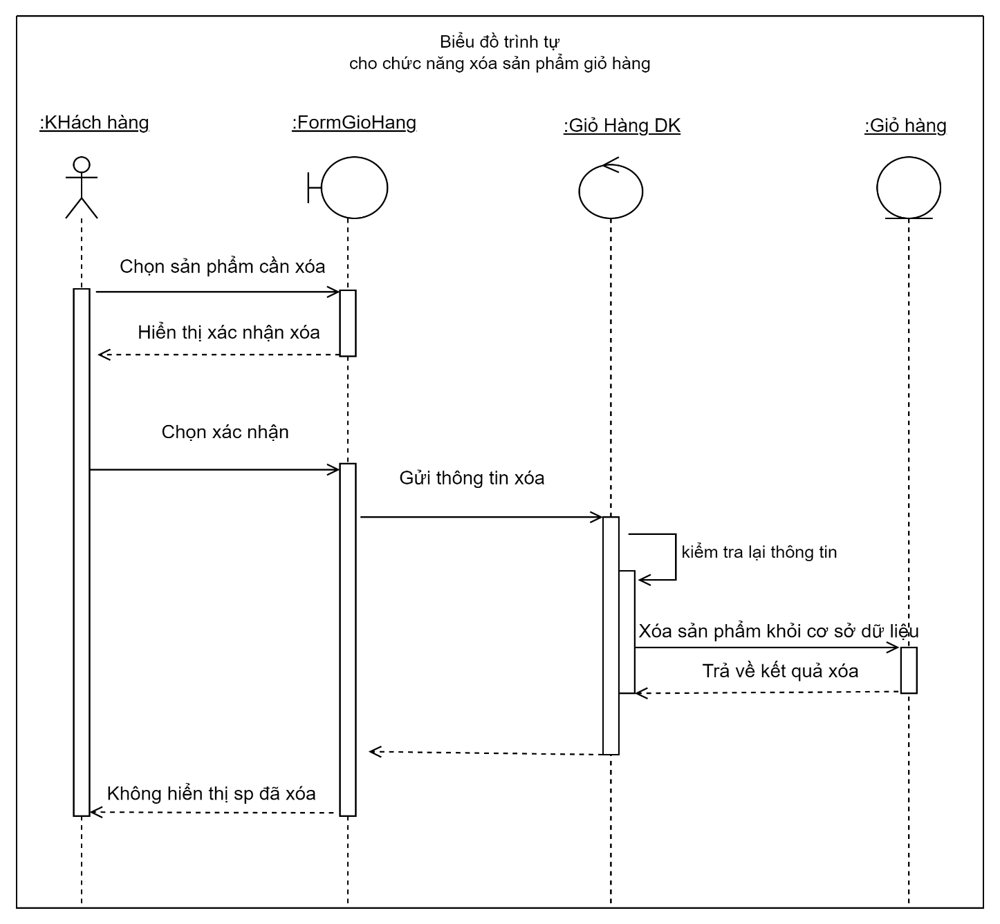 Biểu đồ trình tự
cho chức năng xóa sản phẩm giỏ hàng
:KHách hàng
:FormGioHang
:Giỏ Hàng DK
:Giỏ hàng
Chọn sản phẩm cần xóa
Hiển thị xác nhận xóa
Chọn xác nhận
Gửi thông tin xóa
kiểm tra lại thông tin
Xóa sản phẩm khỏi cơ sở dữ liệu
Trả về kết quả xóa
Không hiển thị sp đã xóa